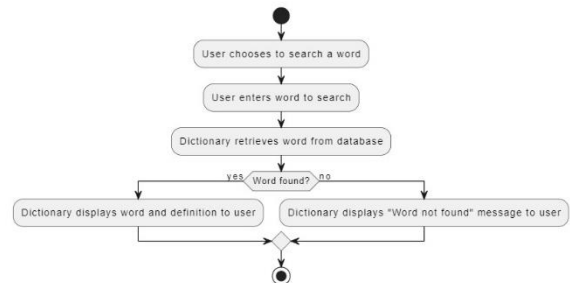 User chooses to search a word
User enters word to search
Dictionary retrieves word from database
yes
Word found?
no
Dictionary displays word and definition to user
Dictionary displays "Word not found" message to user